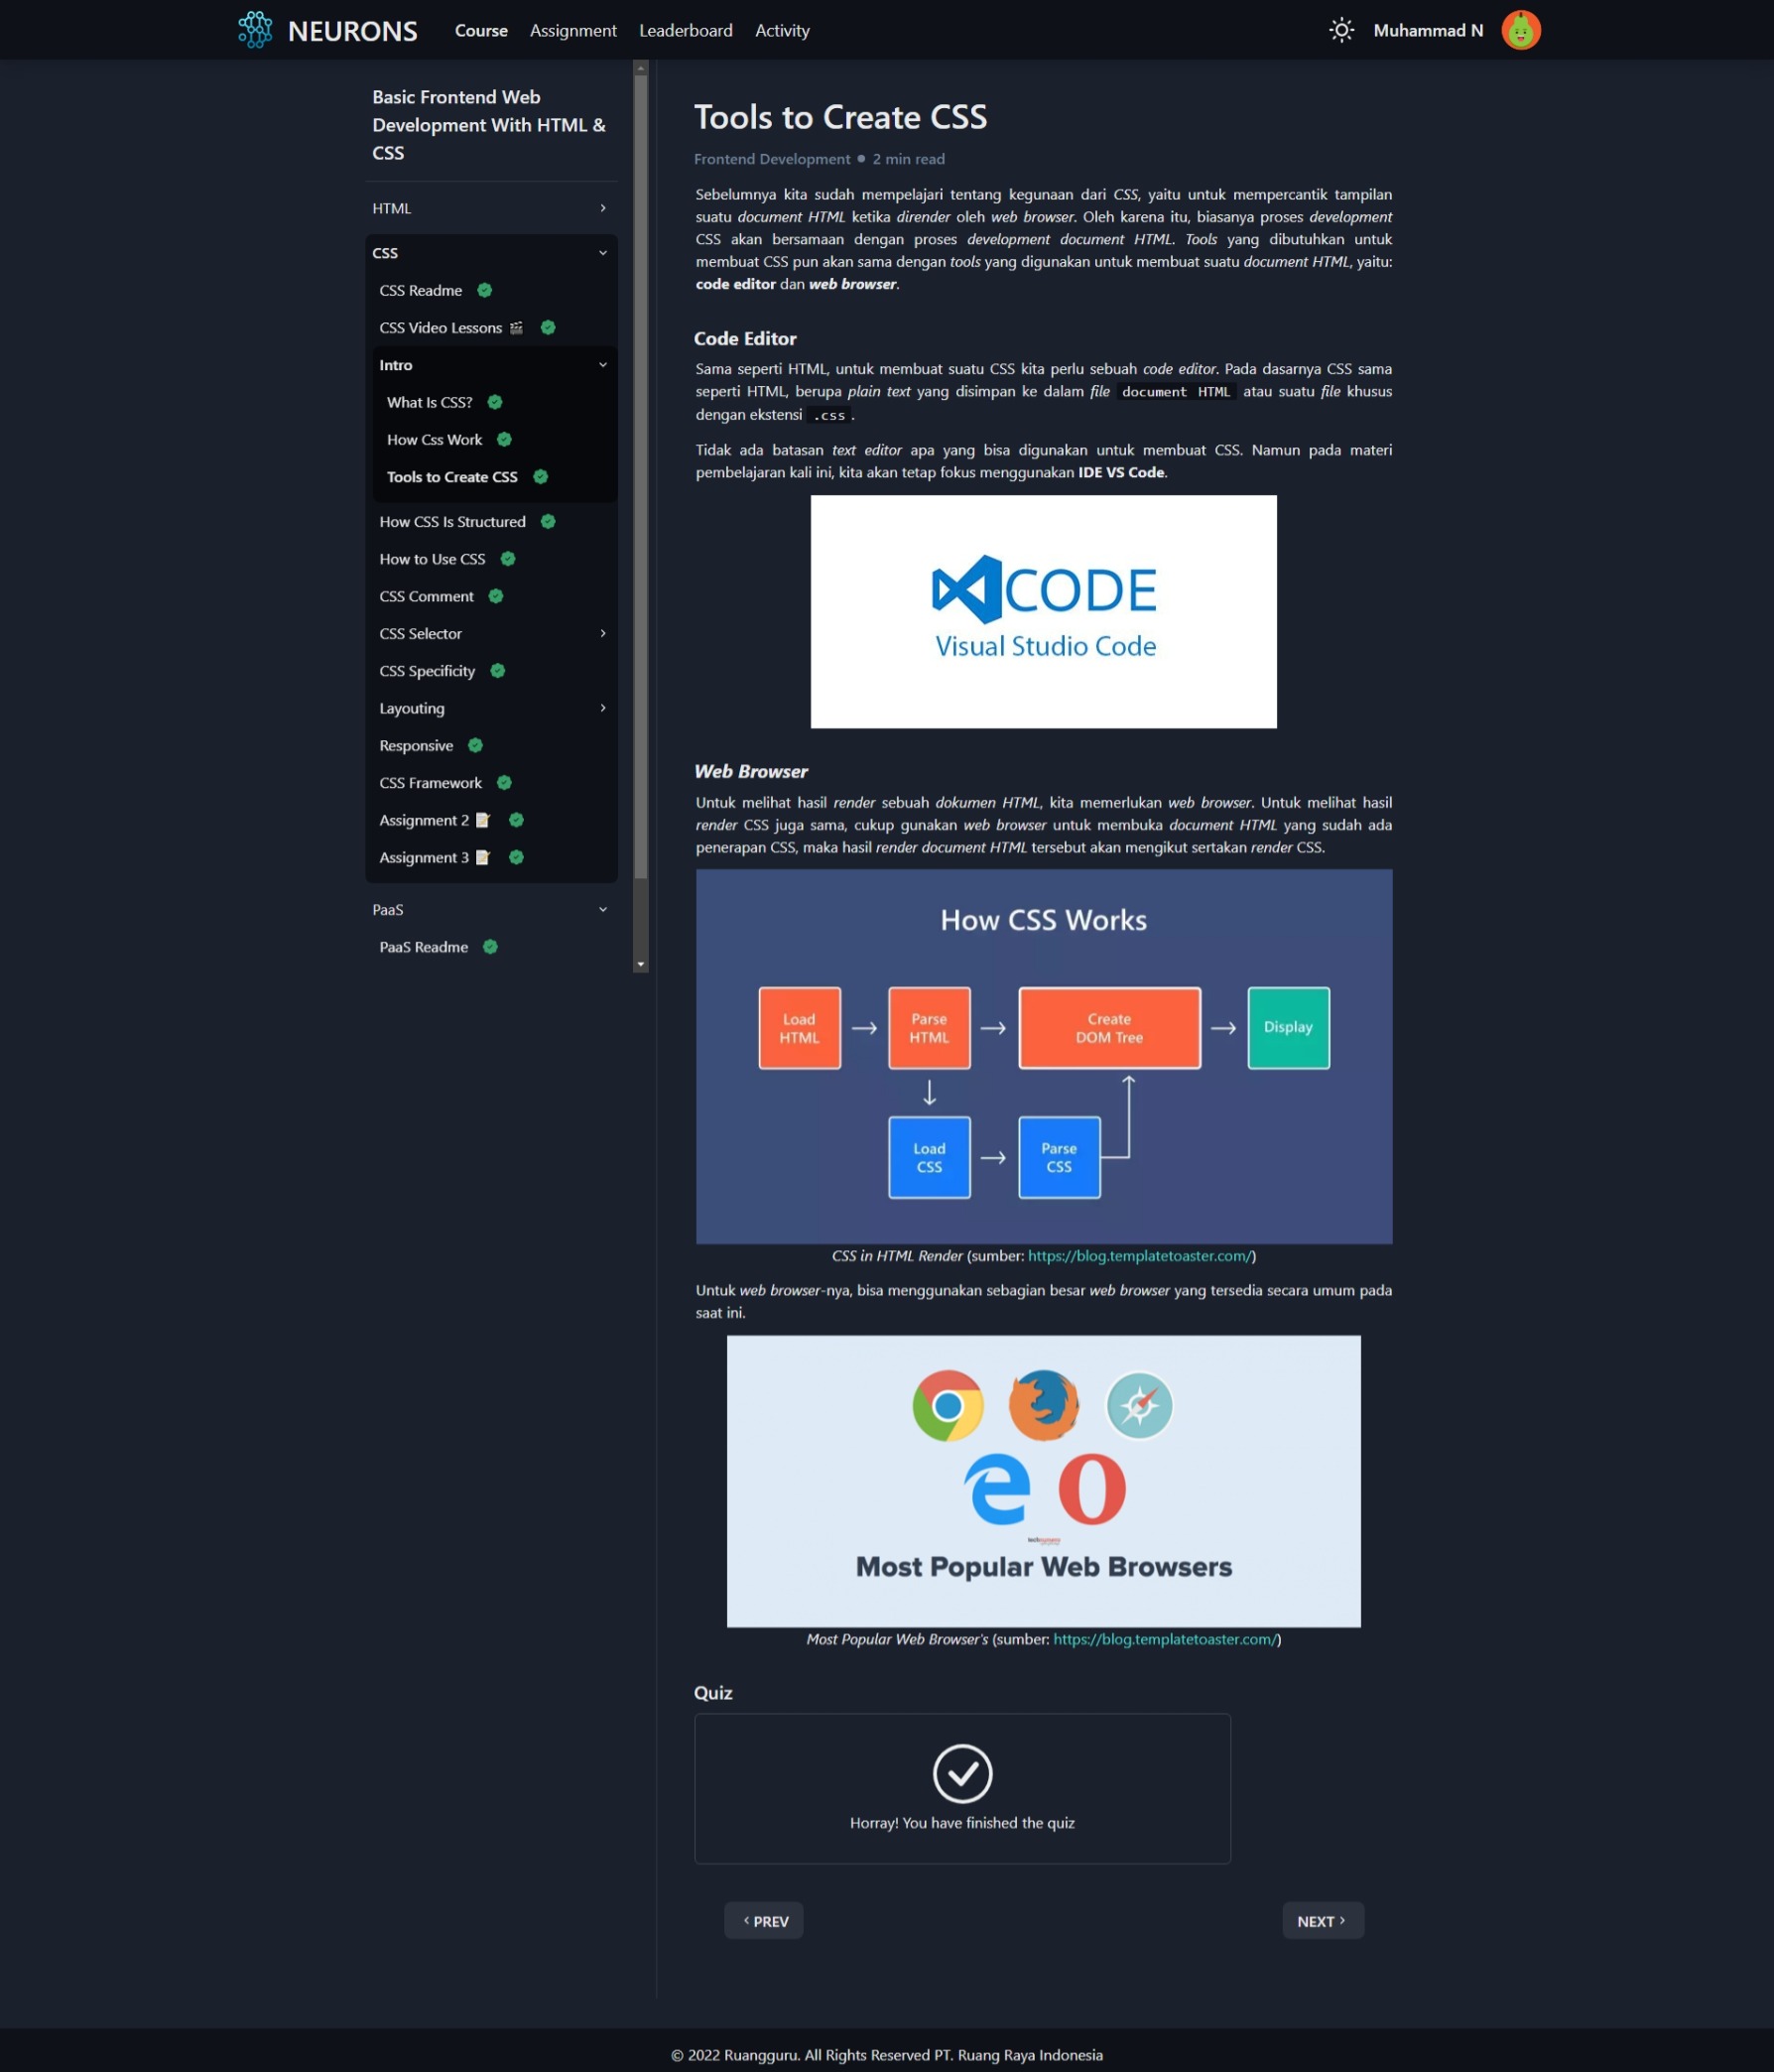 NEURONS
Course
Assignment
Leaderboard
Activity
Muhammad N
Basic Frontend Web
Development With HTML &
CSS
HTML
CSS
CSS Readme
CSS Video Lessons
Intro
What Is CSS?
How Css Work
Tools to Create CSS
How CSS Is Structured
How to Use CSS
CSS Comment
CSS Selector
CSS Specificity
Layouting
Responsive
CSS Framework
Assignment 2
Assignment 3
PaaS
PaaS Readme
Tools to Create CSS
Frontend Development • 2 min read
Sebelumnya kita sudah mempelajari tentang kegunaan dari CSS, yaitu untuk mempercantik tampilan
suatu document HTML ketika dirender oleh web browser. Oleh karena itu, biasanya proses development
CSS akan bersamaan dengan proses development document HTML. Tools yang dibutuhkan untuk
membuat CSS pun akan sama dengan tools yang digunakan untuk membuat suatu document HTML, yaitu:
code editor dan web browser.
Code Editor
Sama seperti HTML, untuk membuat suatu CSS kita perlu sebuah code editor. Pada dasarnya CSS sama
seperti HTML, berupa plain text yang disimpan ke dalam file document HTML atau suatu file khusus
dengan ekstensi .css.
Tidak ada batasan text editor apa yang bisa digunakan untuk membuat CSS. Namun pada materi
pembelajaran kali ini, kita akan tetap fokus menggunakan IDE VS Code.
CODE
Visual Studio Code
Web Browser
Untuk melihat hasil render sebuah dokumen HTML, kita memerlukan web browser. Untuk melihat hasil
render CSS juga sama, cukup gunakan web browser untuk membuka document HTML yang sudah ada
penerapan CSS, maka hasil render document HTML tersebut akan mengikut sertakan render CSS.
How CSS Works
Load
HTML
Parse
HTML
Create
DOM Tree
Display
Load
CSS
Parse
CSS
CSS in HTML Render (sumber: https://blog.templatetoaster.com/)
Untuk web browser-nya, bisa menggunakan sebagian besar web browser yang tersedia secara umum pada
saat ini.
Most Popular Web Browsers
Most Popular Web Browser's (sumber: https://blog.templatetoaster.com/)
Quiz
Horray! You have finished the quiz
PREV
NEXT
© 2022 Ruangguru. All Rights Reserved PT. Ruang Raya Indonesia